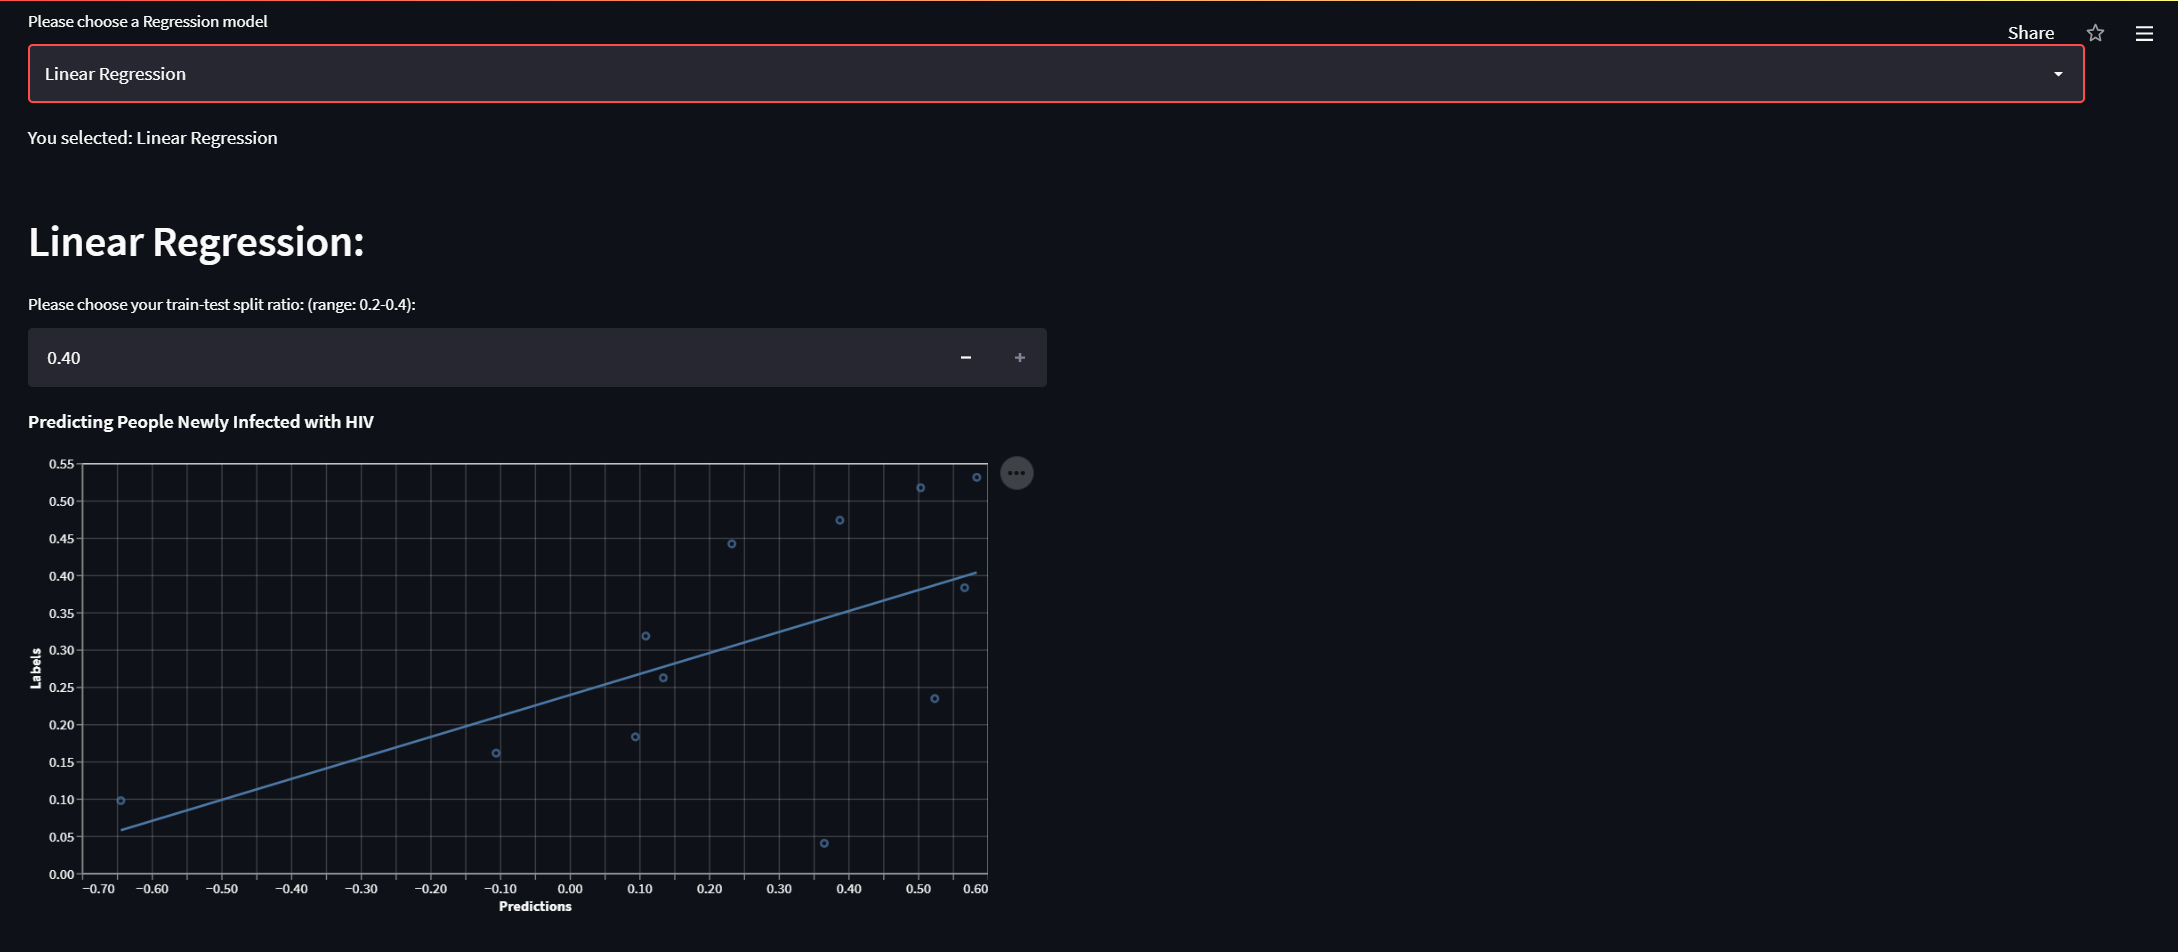 Please choose a Regression model
Share
Linear Regression
You selected: Linear Regression
Linear Regression:
Please choose your train-test split ratio: (range: 0.2-0.4):
0.40
Predicting People Newly Infected with HIV
0.55
0.50
0.45
0.40
0.35
0.30
0.25
0.20
0.15
0.10
0.05
0.00
Labels
−0.70 −0.60 −0.50 −0.40 −0.30 −0.20 −0.10 0.00 0.10 0.20 0.30 0.40 0.50 0.60
Predictions